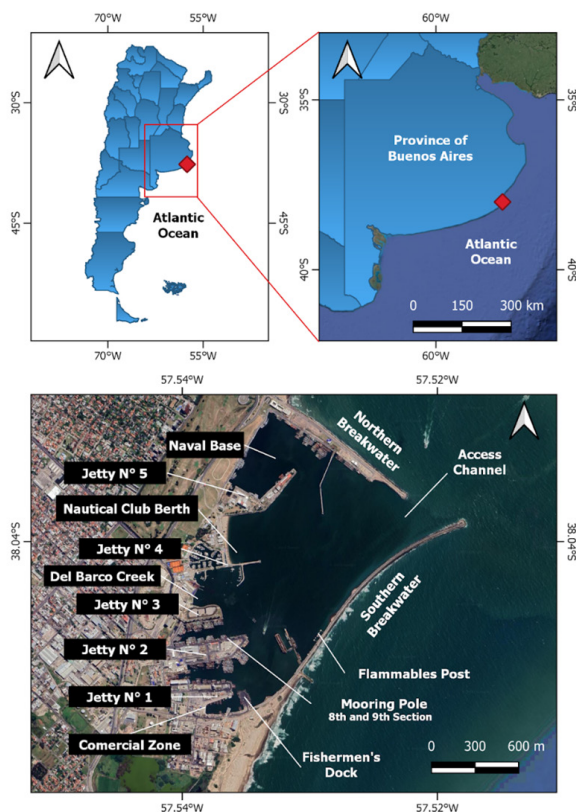 70°W 55°W
60°W
30°S
30°S
35°S
35°S
Province of
Buenos Aires
Atlantic
Ocean
45°S
45°S
Atlantic
Ocean
40°S
40°S
0 150 300 km
70°W 55°W
60°W
57.54°W 57.52°W
Northern
Breakwater
Naval Base
Access
Channel
Jetty N° 5
Nautical Club Berth
38.04°S
38.04°S
Jetty N° 4
Del Barco Creek
Jetty N° 3
Southern
Breakwater
Jetty N° 2
Flammables Post
Jetty N° 1
Mooring Pole
8th and 9th Section
Comercial Zone
Fishermen's
Dock
0 300 600 m
57.54°W 57.52°W